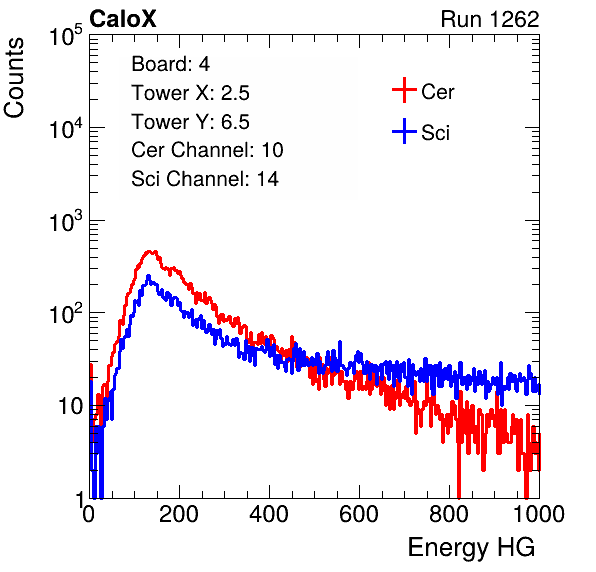 CaloX Run 1262
Counts
Board: 4
Tower X: 2.5
Tower Y: 6.5
Cer Channel: 10
Sci Channel: 14
Cer
Sci
10^5
10^4
10^3
10^2
10
1
0 200 400 600 800 1000
Energy HG